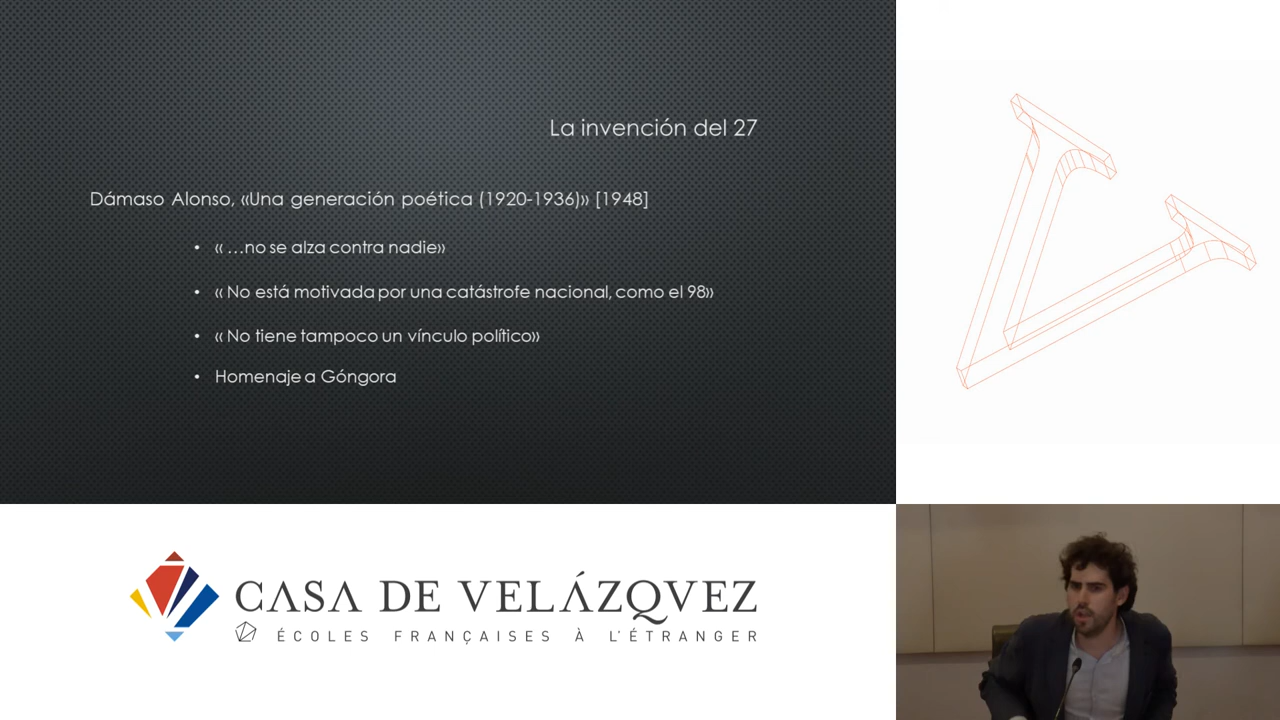 La invención del 27
Dámaso Alonso, «Una generación poética (1920-1936)» [1948]
• « …no se alza contra nadie»
• « No está motivada por una catástrofe nacional, como el 98»
• « No tiene tampoco un vínculo político»
• Homenaje a Góngora
CASA DE VELÁZQVEZ
ÉCOLES FRANÇAISES À L'ÉTRANGER